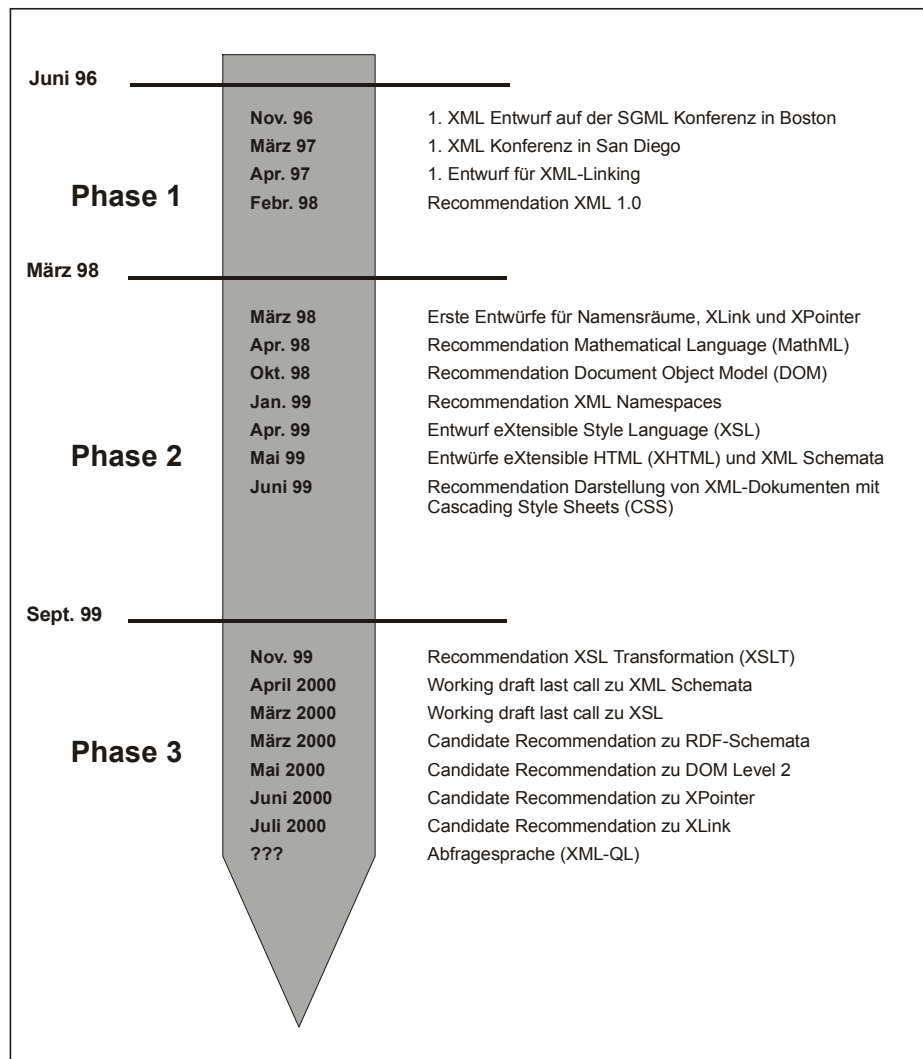 Juni 96
Nov. 96 1. XML Entwurf auf der SGML Konferenz in Boston
März 97 1. XML Konferenz in San Diego
Apr. 97 1. Entwurf für XML-Linking
Phase 1
Febr. 98 Recommendation XML 1.0
März 98
März 98 Erste Entwürfe für Namensräume, XLink und XPointer
Apr. 98 Recommendation Mathematical Language (MathML)
Okt. 98 Recommendation Document Object Model (DOM)
Jan. 99 Recommendation XML Namespaces
Apr. 99 Entwurf eXtensible Style Language (XSL)
Phase 2
Mai 99 Entwürfe eXtensible HTML (XHTML) und XML Schemata
Juni 99 Recommendation Darstellung von XML-Dokumenten mit
Cascading Style Sheets (CSS)
Sept. 99
Nov. 99 Recommendation XSL Transformation (XSLT)
April 2000 Working draft last call zu XML Schemata
März 2000 Working draft last call zu XSL
März 2000 Candidate Recommendation zu RDF-Schemata
Phase 3
Mai 2000 Candidate Recommendation zu DOM Level 2
Juni 2000 Candidate Recommendation zu XPointer
Juli 2000 Candidate Recommendation zu XLink
??? Abfragesprache (XML-QL)